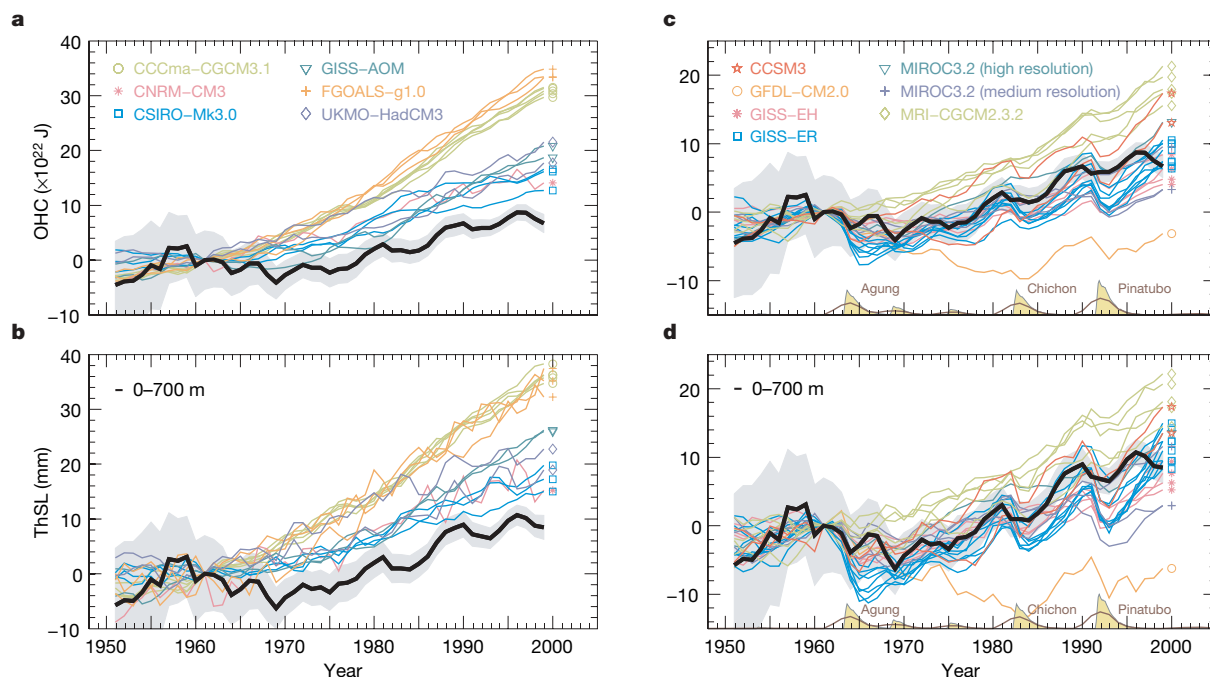 a
40
30
20
10
0
−10
OHC (×10²² J)
CCCma−CGCM3.1
CNRM−CM3
CSIRO−Mk3.0
GISS−AOM
FGOALS−g1.0
UKMO−HadCM3
b
40
30
20
10
0
−10
ThSL (mm)
− 0–700 m
1950 1960 1970 1980 1990 2000
Year
c
20
10
0
−10
CCSM3
GFDL−CM2.0
GISS−EH
GISS−ER
MIROC3.2 (high resolution)
MIROC3.2 (medium resolution)
MRI−CGCM2.3.2
Agung
Chichon
Pinatubo
d
20
10
0
−10
− 0–700 m
Agung
Chichon
Pinatubo
1950 1960 1970 1980 1990 2000
Year